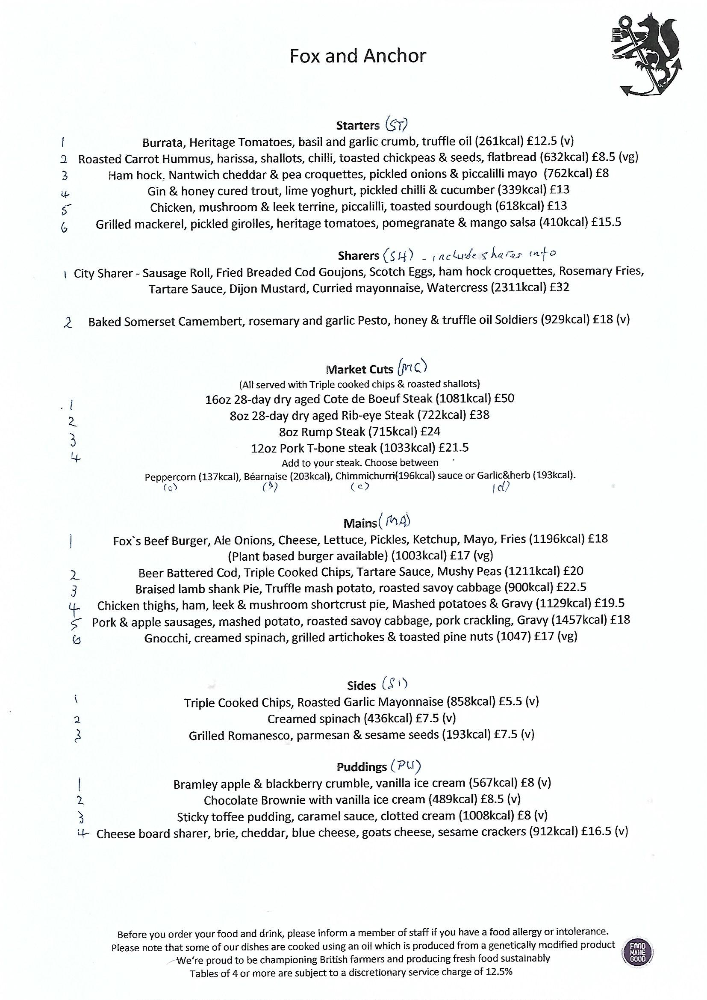 Fox and Anchor
Starters (ST)
1 Burrata, Heritage Tomatoes, basil and garlic crumb, truffle oil (261kcal) £12.5 (v)
2 Roasted Carrot Hummus, harissa, shallots, chilli, toasted chickpeas & seeds, flatbread (632kcal) £8.5 (vg)
3 Ham hock, Nantwich cheddar & pea croquettes, pickled onions & piccalilli mayo (762kcal) £8
4 Gin & honey cured trout, lime yoghurt, pickled chilli & cucumber (339kcal) £13
5 Chicken, mushroom & leek terrine, piccalilli, toasted sourdough (618kcal) £13
6 Grilled mackerel, pickled girolles, heritage tomatoes, pomegranate & mango salsa (410kcal) £15.5
Sharers (SH) - include sharer info
1 City Sharer - Sausage Roll, Fried Breaded Cod Goujons, Scotch Eggs, ham hock croquettes, Rosemary Fries,
Tartare Sauce, Dijon Mustard, Curried mayonnaise, Watercress (2311kcal) £32
2 Baked Somerset Camembert, rosemary and garlic Pesto, honey & truffle oil Soldiers (929kcal) £18 (v)
Market Cuts (MC)
(All served with Triple cooked chips & roasted shallots)
1 16oz 28-day dry aged Cote de Boeuf Steak (1081kcal) £50
2 8oz 28-day dry aged Rib-eye Steak (722kcal) £38
3 8oz Rump Steak (715kcal) £24
4 12oz Pork T-bone steak (1033kcal) £21.5
Add to your steak. Choose between
Peppercorn (137kcal), Béarnaise (203kcal), Chimmichurri(196kcal) sauce or Garlic&herb (193kcal).
(a) (b) (c) (d)
Mains (MA)
1 Fox`s Beef Burger, Ale Onions, Cheese, Lettuce, Pickles, Ketchup, Mayo, Fries (1196kcal) £18
(Plant based burger available) (1003kcal) £17 (vg)
2 Beer Battered Cod, Triple Cooked Chips, Tartare Sauce, Mushy Peas (1211kcal) £20
3 Braised lamb shank Pie, Truffle mash potato, roasted savoy cabbage (900kcal) £22.5
4 Chicken thighs, ham, leek & mushroom shortcrust pie, Mashed potatoes & Gravy (1129kcal) £19.5
5 Pork & apple sausages, mashed potato, roasted savoy cabbage, pork crackling, Gravy (1457kcal) £18
6 Gnocchi, creamed spinach, grilled artichokes & toasted pine nuts (1047) £17 (vg)
Sides (SI)
1 Triple Cooked Chips, Roasted Garlic Mayonnaise (858kcal) £5.5 (v)
2 Creamed spinach (436kcal) £7.5 (v)
3 Grilled Romanesco, parmesan & sesame seeds (193kcal) £7.5 (v)
Puddings (PU)
1 Bramley apple & blackberry crumble, vanilla ice cream (567kcal) £8 (v)
2 Chocolate Brownie with vanilla ice cream (489kcal) £8.5 (v)
3 Sticky toffee pudding, caramel sauce, clotted cream (1008kcal) £8 (v)
4 Cheese board sharer, brie, cheddar, blue cheese, goats cheese, sesame crackers (912kcal) £16.5 (v)
Before you order your food and drink, please inform a member of staff if you have a food allergy or intolerance.
Please note that some of our dishes are cooked using an oil which is produced from a genetically modified product
We're proud to be championing British farmers and producing fresh food sustainably
Tables of 4 or more are subject to a discretionary service charge of 12.5%
FOOD
MADE
GOOD